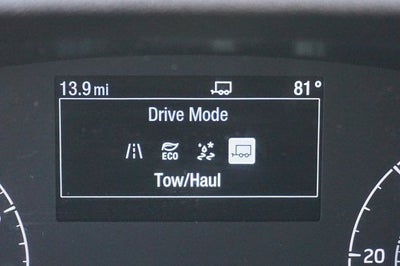 13.9 mi 81°
Drive Mode
ECO
Tow/Haul
20